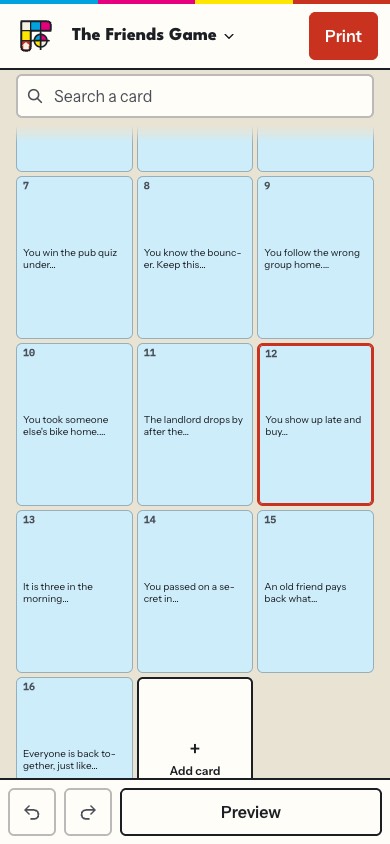 The Friends Game
Print
Search a card
7
You win the pub quiz
under...
8
You know the bounc-
er. Keep this...
9
You follow the wrong
group home....
10
You took someone
else's bike home....
11
The landlord drops by
after the...
12
You show up late and
buy...
13
It is three in the
morning...
14
You passed on a se-
cret in...
15
An old friend pays
back what...
16
Everyone is back to-
gether, just like...
+
Add card
Preview